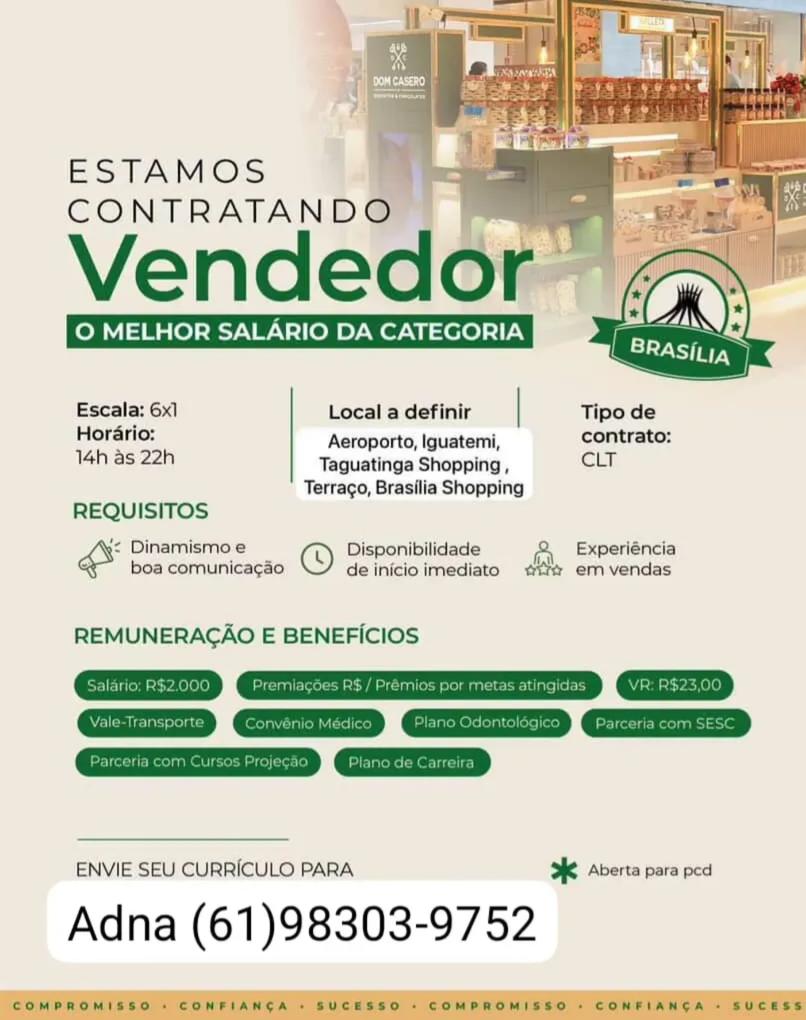 DOM CASERO
ESTAMOS
CONTRATANDO
Vendedor
O MELHOR SALÁRIO DA CATEGORIA
BRASÍLIA
Escala: 6x1
Horário:
14h às 22h
Local a definir
Aeroporto, Iguatemi,
Taguatinga Shopping ,
Terraço, Brasília Shopping
Tipo de
contrato:
CLT
REQUISITOS
Dinamismo e
boa comunicação
Disponibilidade
de início imediato
Experiência
em vendas
REMUNERAÇÃO E BENEFÍCIOS
Salário: R$2.000
Premiações R$ / Prêmios por metas atingidas
VR: R$23,00
Vale-Transporte
Convênio Médico
Plano Odontológico
Parceria com SESC
Parceria com Cursos Projeção
Plano de Carreira
ENVIE SEU CURRÍCULO PARA
Aberta para pcd
Adna (61)98303-9752
COMPROMISSO · CONFIANÇA · SUCESSO · COMPROMISSO · CONFIANÇA · SUCESS